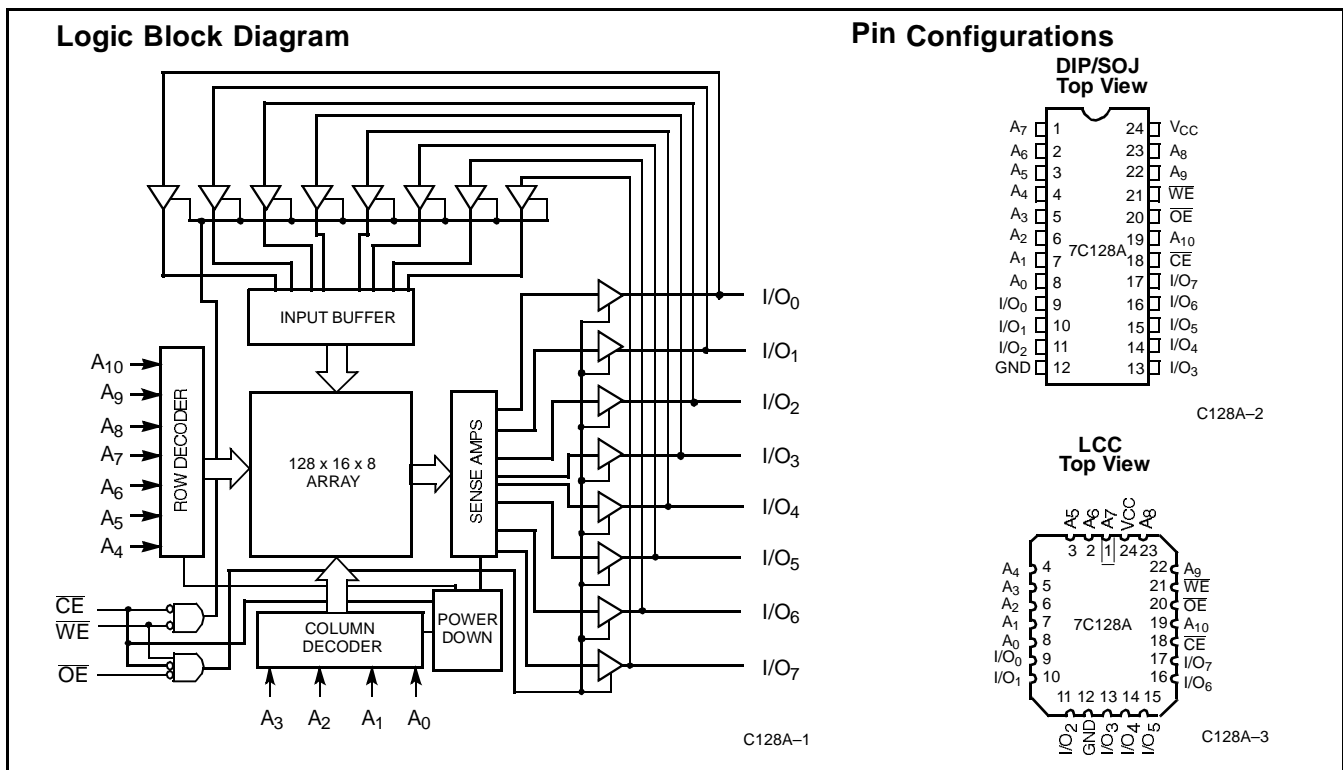 Logic Block Diagram
INPUT BUFFER
A10
A9
A8
A7
A6
A5
A4
ROW DECODER
128 x 16 x 8
ARRAY
SENSE AMPS
I/O0
I/O1
I/O2
I/O3
I/O4
I/O5
I/O6
I/O7
CE
WE
OE
COLUMN
DECODER
POWER
DOWN
A3 A2 A1 A0
C128A–1
Pin Configurations
DIP/SOJ
Top View
A7 1 24 VCC
A6 2 23 A8
A5 3 22 A9
A4 4 21 WE
A3 5 20 OE
A2 6 19 A10
7C128A
A1 7 18 CE
A0 8 17 I/O7
I/O0 9 16 I/O6
I/O1 10 15 I/O5
I/O2 11 14 I/O4
GND 12 13 I/O3
C128A–2
LCC
Top View
A5 A6 A7 VCC A8
3 2 1 24 23
A4 4 22 A9
A3 5 21 WE
A2 6 20 OE
A1 7 7C128A 19 A10
A0 8 18 CE
I/O0 9 17 I/O7
I/O1 10 16 I/O6
11 12 13 14 15
I/O2 GND I/O3 I/O4 I/O5
C128A–3